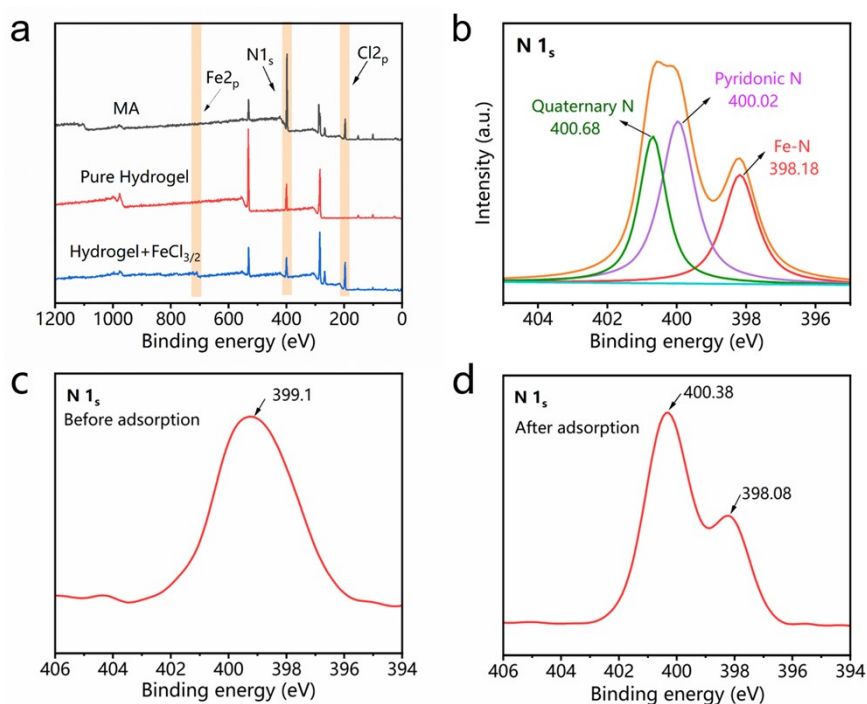 a
Fe2p
N1s
Cl2p
MA
Pure Hydrogel
Hydrogel+FeCl3/2
1200 1000 800 600 400 200 0
Binding energy (eV)
b
N 1s
Quaternary N
400.68
Pyridonic N
400.02
Fe-N
398.18
Intensity (a.u.)
404 402 400 398 396
Binding energy (eV)
c
N 1s
Before adsorption
399.1
406 404 402 400 398 396 394
Binding energy (eV)
d
N 1s
After adsorption
400.38
398.08
406 404 402 400 398 396 394
Binding energy (eV)